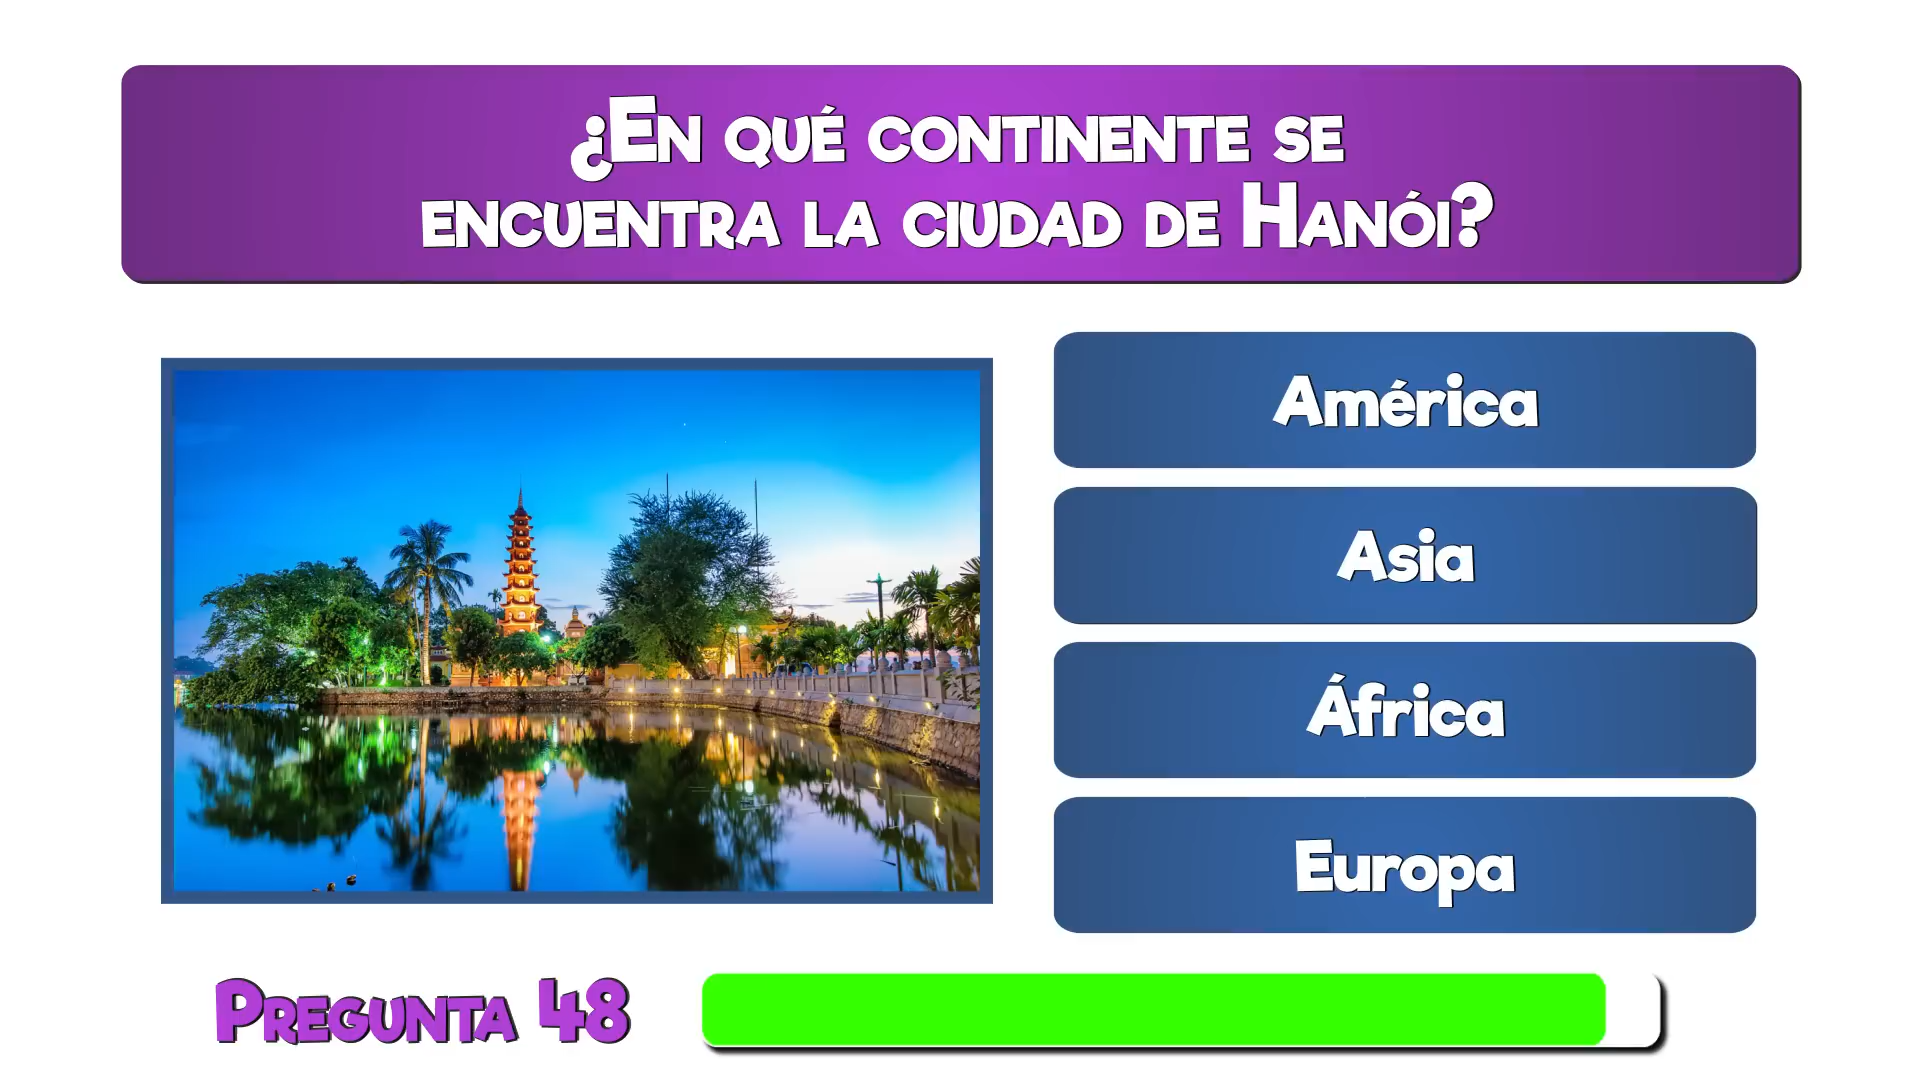 ¿En qué continente se
encuentra la ciudad de Hanói?
América
Asia
África
Europa
Pregunta 48